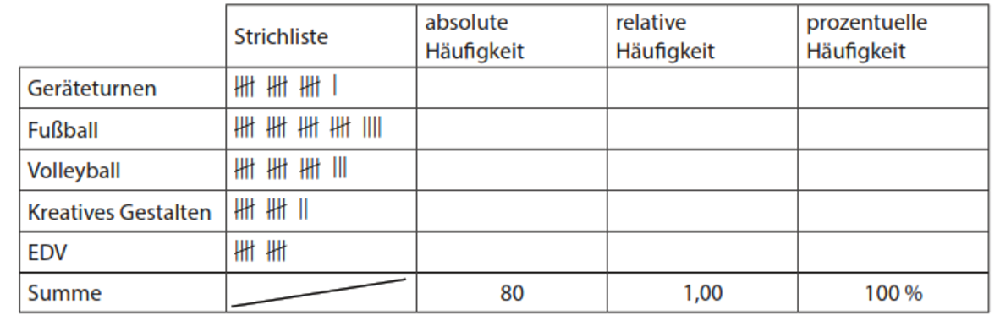 Strichliste
absolute
Häufigkeit
relative
Häufigkeit
prozentuelle
Häufigkeit
Geräteturnen
Fußball
Volleyball
Kreatives Gestalten
EDV
Summe 80 1,00 100 %